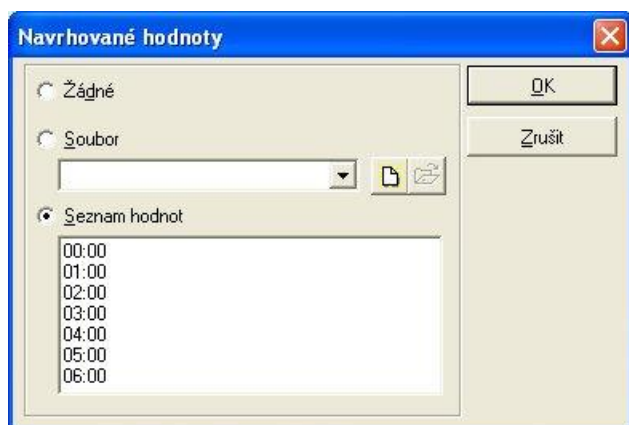 Navrhované hodnoty
Žádné
OK
Soubor
Zrušit
Seznam hodnot
00:00
01:00
02:00
03:00
04:00
05:00
06:00